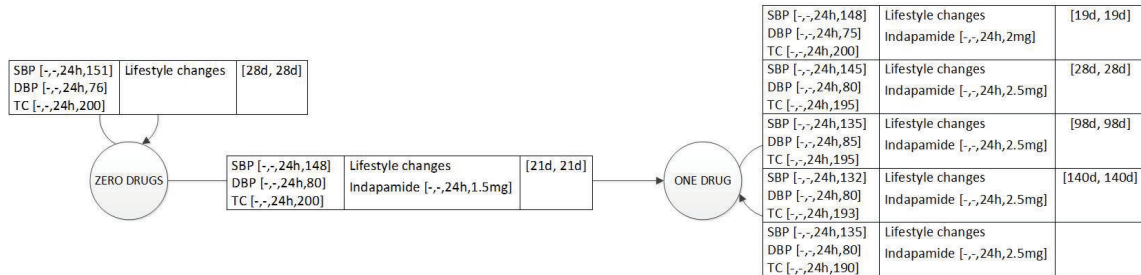 SBP [-,-,24h,151] Lifestyle changes [28d, 28d]
DBP [-,-,24h,76]
TC [-,-,24h,200]
ZERO DRUGS
SBP [-,-,24h,148] Lifestyle changes [21d, 21d]
DBP [-,-,24h,80] Indapamide [-,-,24h,1.5mg]
TC [-,-,24h,200]
ONE DRUG
SBP [-,-,24h,148] Lifestyle changes [19d, 19d]
DBP [-,-,24h,75] Indapamide [-,-,24h,2mg]
TC [-,-,24h,200]
SBP [-,-,24h,145] Lifestyle changes [28d, 28d]
DBP [-,-,24h,80] Indapamide [-,-,24h,2.5mg]
TC [-,-,24h,195]
SBP [-,-,24h,135] Lifestyle changes [98d, 98d]
DBP [-,-,24h,85] Indapamide [-,-,24h,2.5mg]
TC [-,-,24h,195]
SBP [-,-,24h,132] Lifestyle changes [140d, 140d]
DBP [-,-,24h,80] Indapamide [-,-,24h,2.5mg]
TC [-,-,24h,193]
SBP [-,-,24h,135] Lifestyle changes
DBP [-,-,24h,80] Indapamide [-,-,24h,2.5mg]
TC [-,-,24h,190]